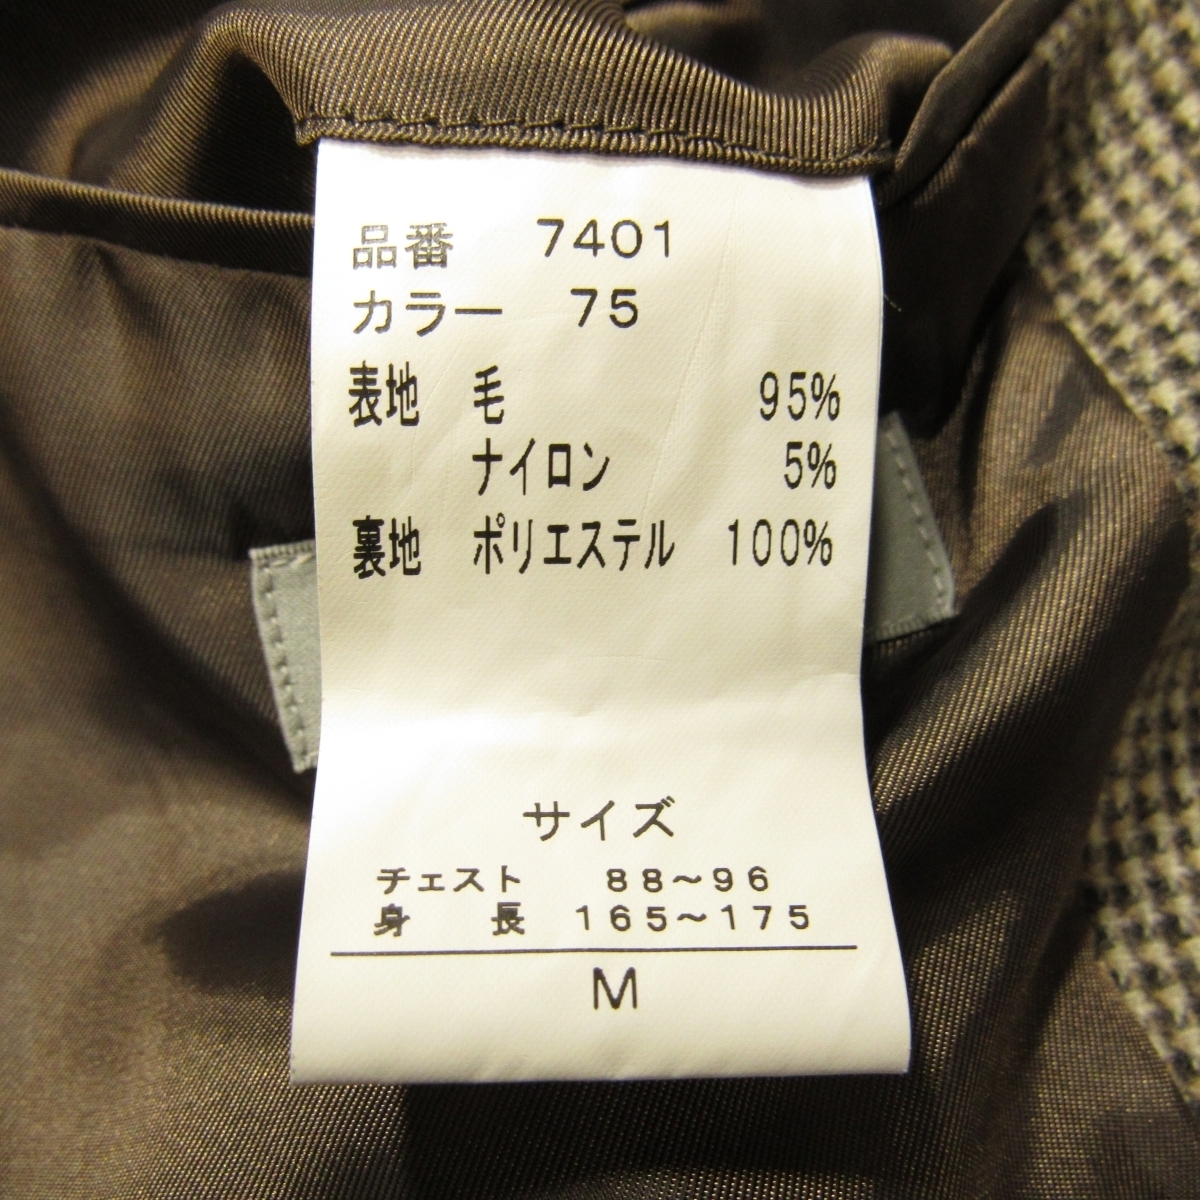 品番 7401
カラー 75
表地 毛 95%
ナイロン 5%
裏地 ポリエステル 100%
サイズ
チェスト 88~96
身長 165~175
M